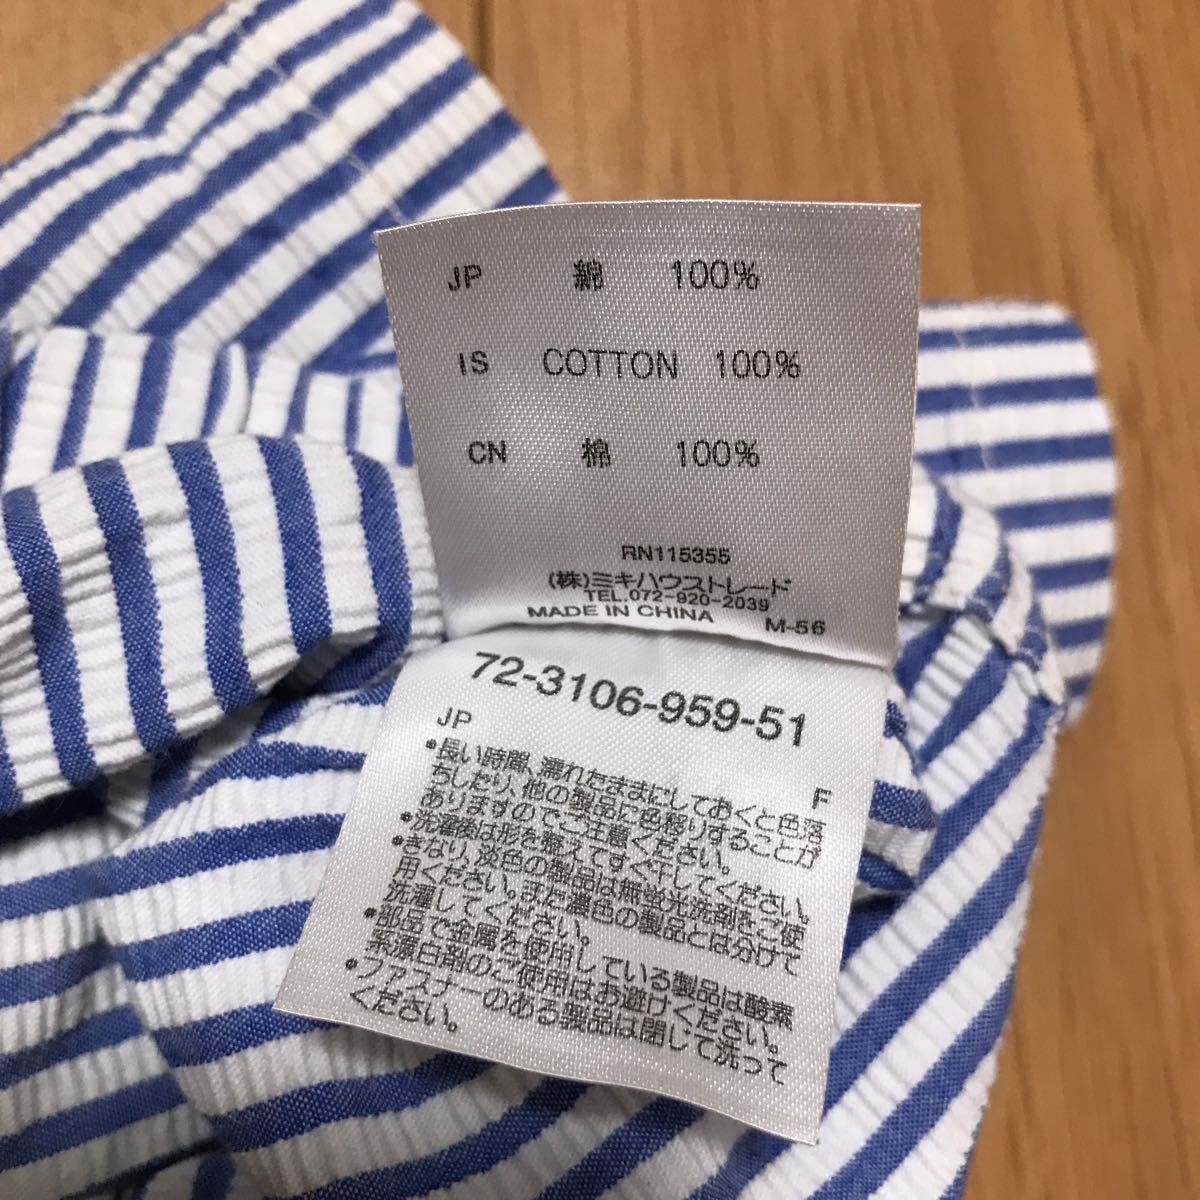 JP 綿 100%
IS COTTON 100%
CN 棉 100%
RN115355
(株)ミキハウストレード
TEL.072-920-2039
MADE IN CHINA M-56
72-3106-959-51
JP F
•長い時間、濡れたままにしておくと色落
ちしたり、他の製品に色移りすることが
ありますのでご注意ください。
•洗濯後は形を整えてすぐ干してください。
•きなり、淡色の製品は無蛍光洗剤をご使
用ください。また濃色の製品とは分けて
洗濯してください。
•部品で金属を使用している製品は酸素
系漂白剤のご使用はお避けください。
•ファスナーのある製品は閉じて洗って
ください。